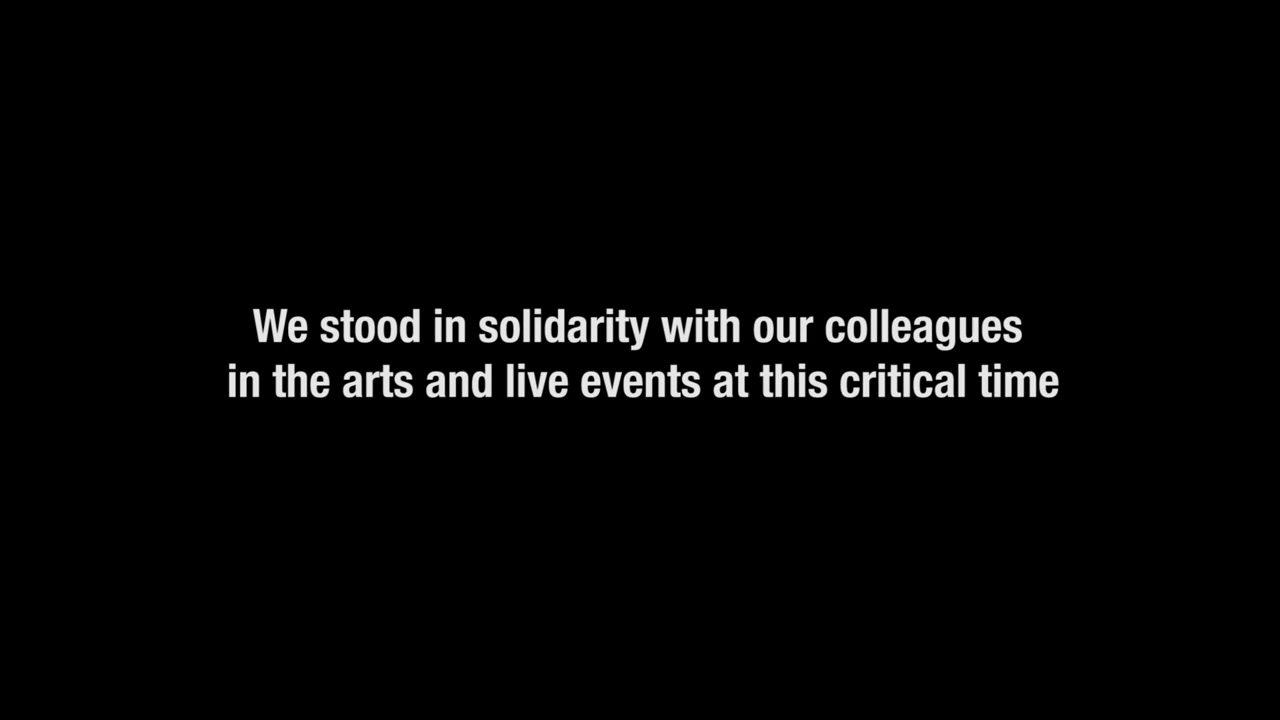 We stood in solidarity with our colleagues
in the arts and live events at this critical time